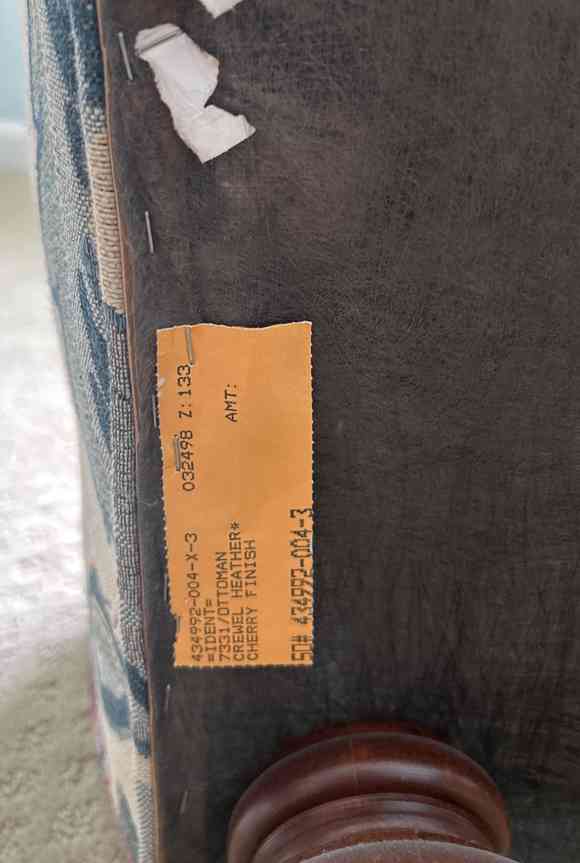 434992-004-X-3 032498 Z:133
=IDENT=
7331/OTTOMAN AMT:
CREWEL HEATHER*
CHERRY FINISH
SO# 434992-004-3